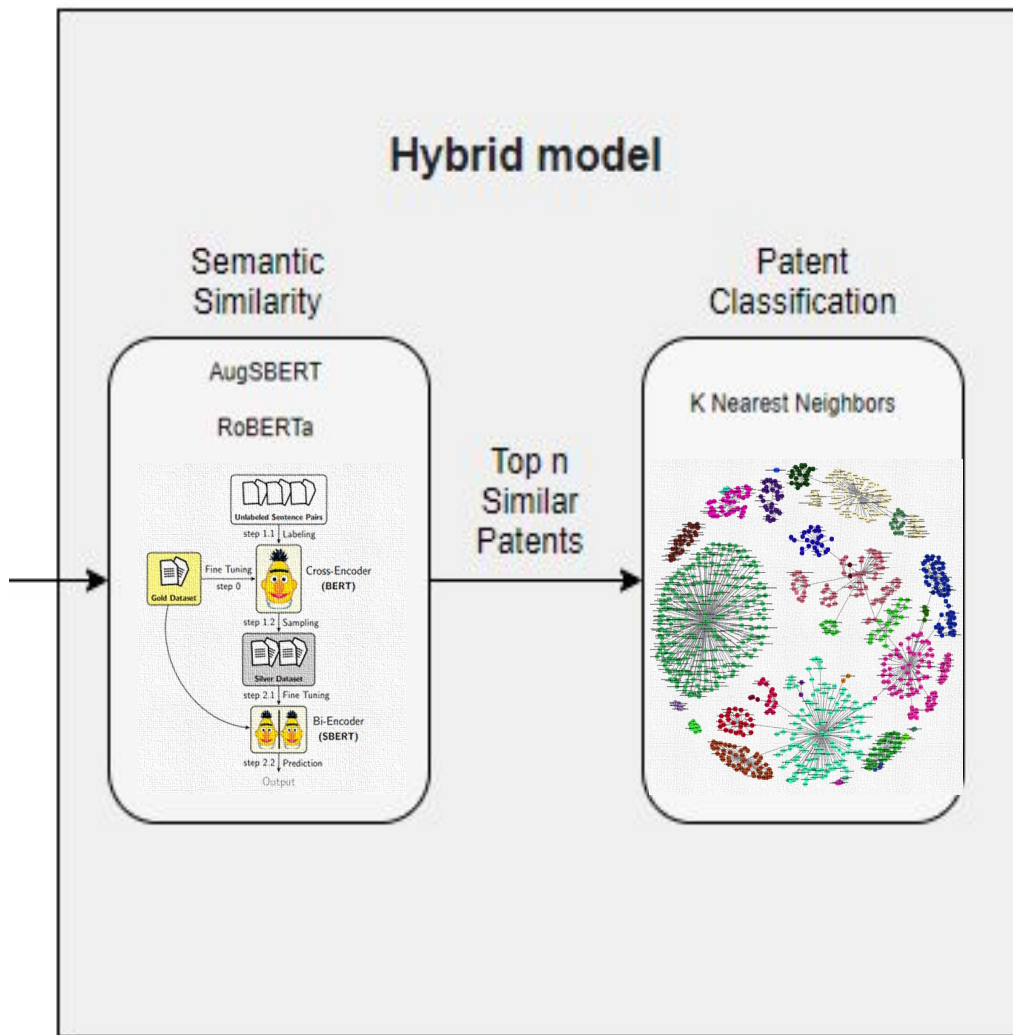 Hybrid model
Semantic
Similarity
AugSBERT
RoBERTa
Unlabeled Sentence Pairs
step 1.1 Labeling
Gold Dataset
Fine Tuning
step 0
Cross-Encoder
(BERT)
step 1.2 Sampling
Silver Dataset
step 2.1 Fine Tuning
Bi-Encoder
(SBERT)
step 2.2 Prediction
Output
Top n
Similar
Patents
Patent
Classification
K Nearest Neighbors